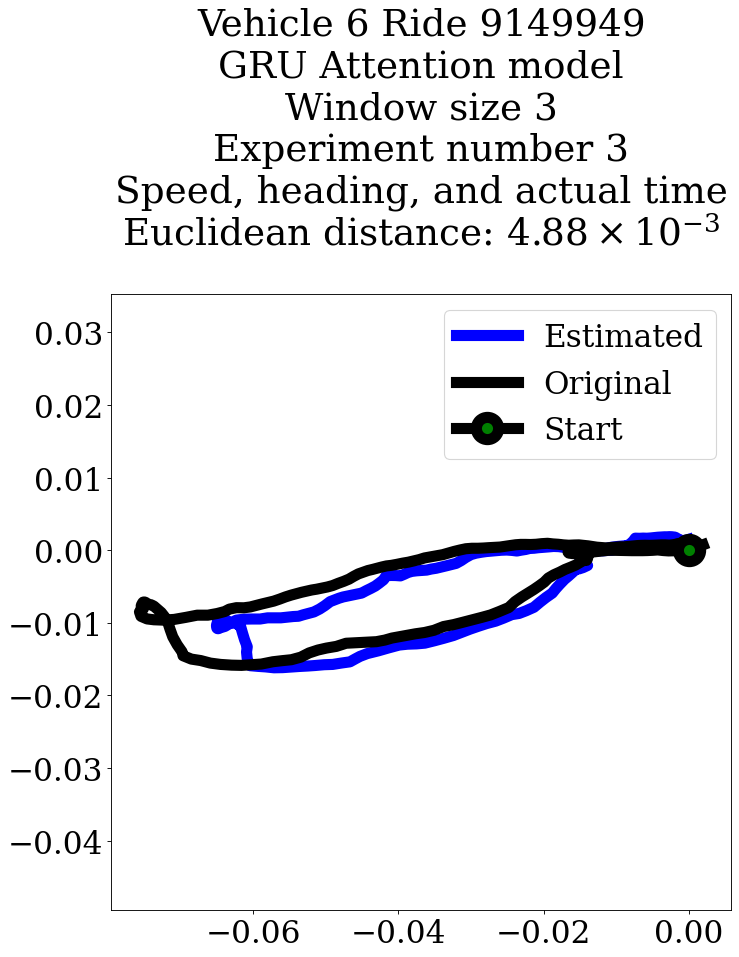 Vehicle 6 Ride 9149949
GRU Attention model
Window size 3
Experiment number 3
Speed, heading, and actual time
Euclidean distance: 4.88 × 10⁻³
Estimated
Original
Start
0.03
0.02
0.01
0.00
−0.01
−0.02
−0.03
−0.04
−0.06 −0.04 −0.02 0.00